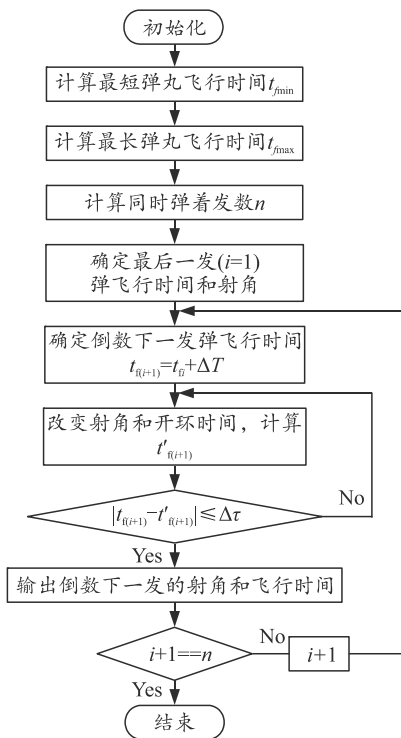 初始化
计算最短弹丸飞行时间t_fmin
计算最长弹丸飞行时间t_fmax
计算同时弹着发数n
确定最后一发(i=1)
弹飞行时间和射角
确定倒数下一发弹飞行时间
t_f(i+1)=t_fi+ΔT
改变射角和开环时间，计算
t′_f(i+1)
|t_f(i+1)−t′_f(i+1)|≤Δτ
No
Yes
输出倒数下一发的射角和飞行时间
i+1==n
No
i+1
Yes
结束